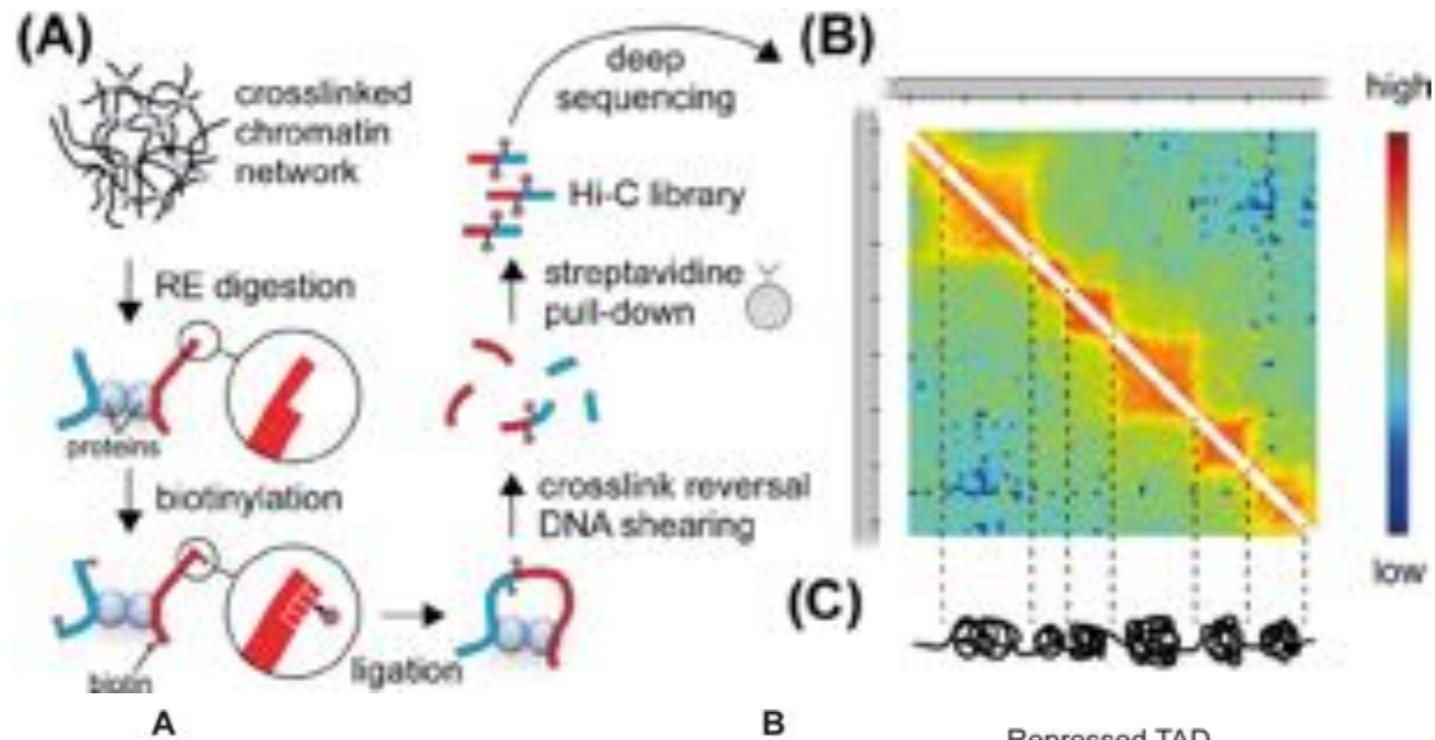 (A)
crosslinked
chromatin
network
RE digestion
proteins
biotinylation
biotin
ligation
crosslink reversal
DNA shearing
streptavidine
pull-down
Hi-C library
deep
sequencing
(B)
high
low
(C)
A
B
Repressed TAD